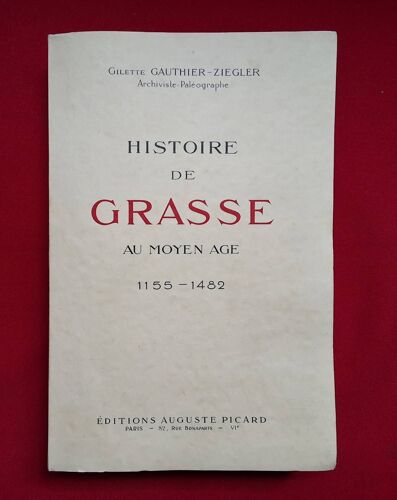 GILETTE GAUTHIER-ZIEGLER
Archiviste-Paléographe
HISTOIRE
DE
GRASSE
AU MOYEN AGE
1155-1482
ÉDITIONS AUGUSTE PICARD
PARIS - 82, RUE BONAPARTE - VIe